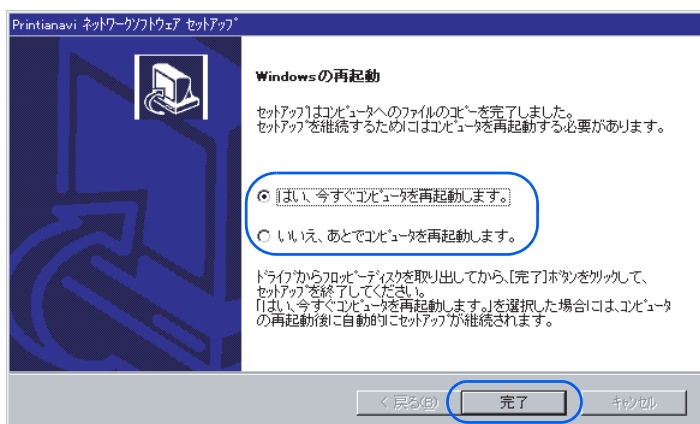 Printianavi ネットワークソフトウェア セットアップ
Windowsの再起動
セットアップはコンピュータへのファイルのコピーを完了しました。
セットアップを継続するためにはコンピュータを再起動する必要があります。
はい、今すぐコンピュータを再起動します。
いいえ、あとでコンピュータを再起動します。
ドライブからフロッピーディスクを取り出してから、[完了]ボタンをクリックして、
セットアップを終了してください。
「はい、今すぐコンピュータを再起動します。」を選択した場合には、コンピュータ
の再起動後に自動的にセットアップが継続されます。
< 戻る(B) 完了 キャンセル